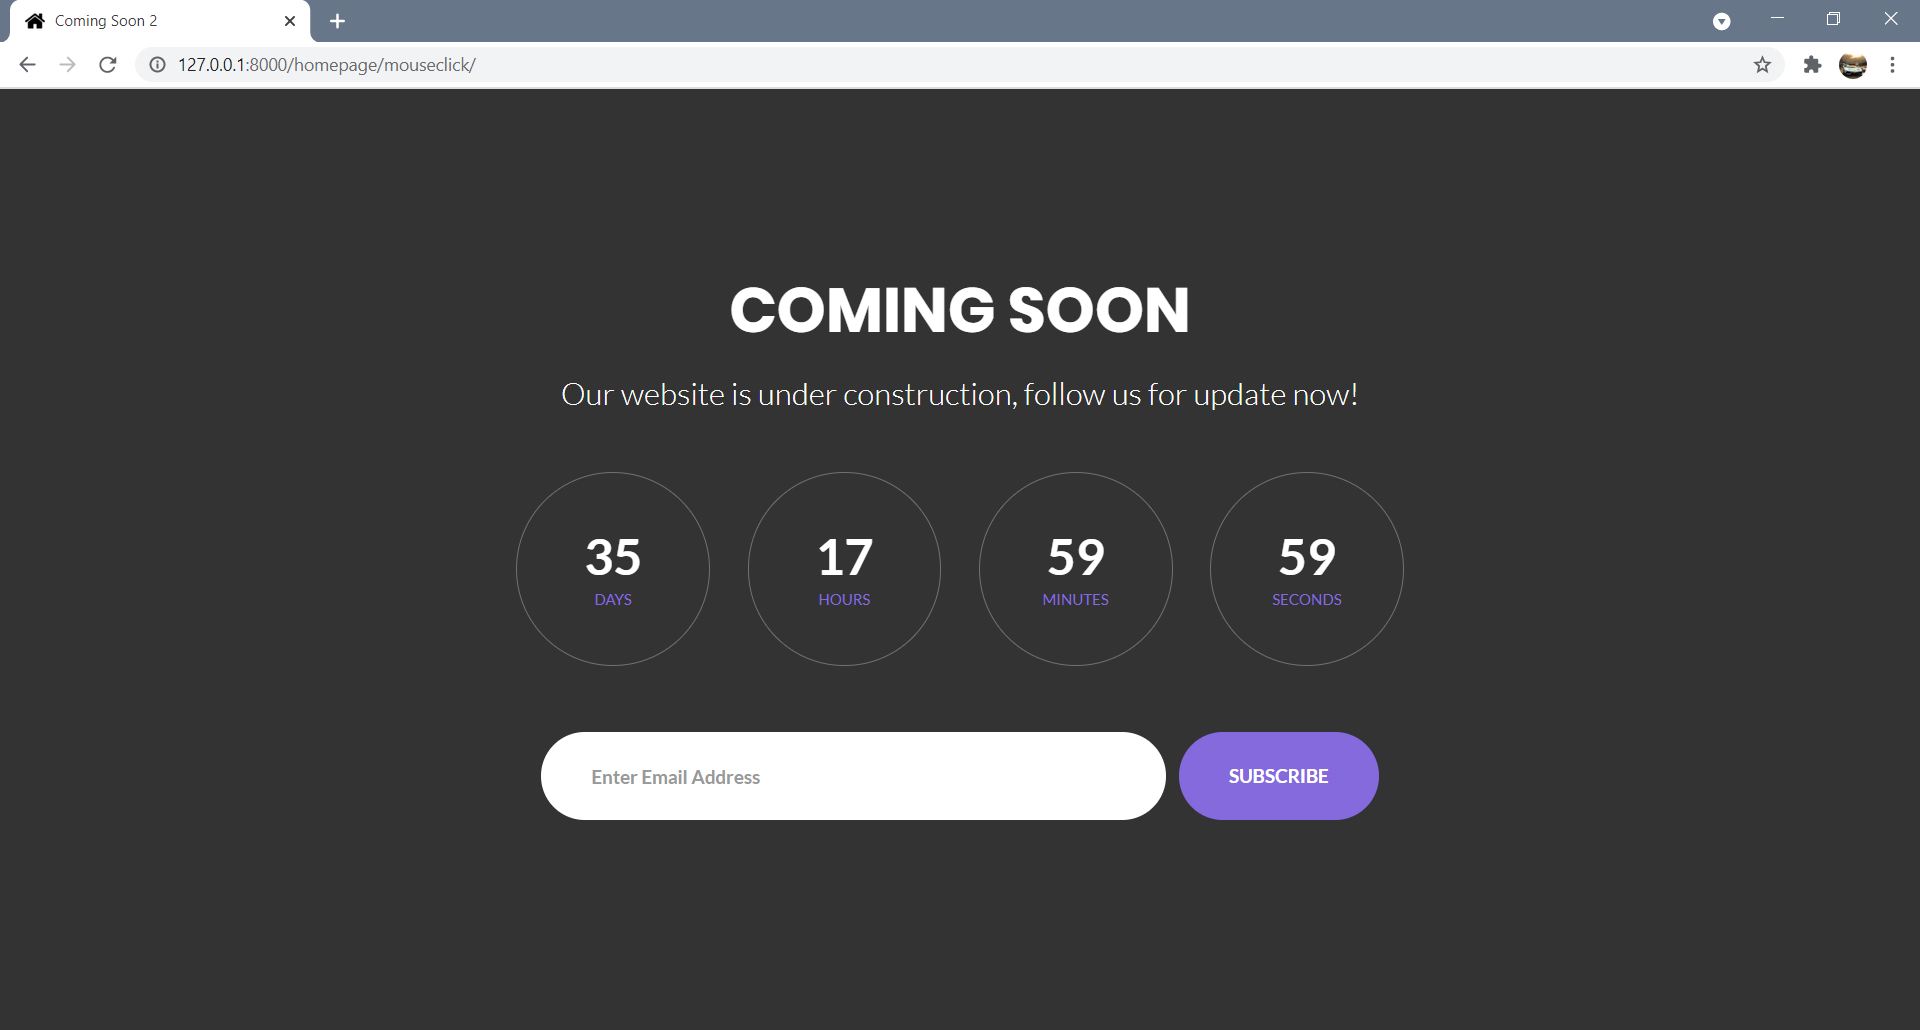 Coming Soon 2
127.0.0.1:8000/homepage/mouseclick/
COMING SOON
Our website is under construction, follow us for update now!
35 17 59 59
DAYS HOURS MINUTES SECONDS
Enter Email Address SUBSCRIBE